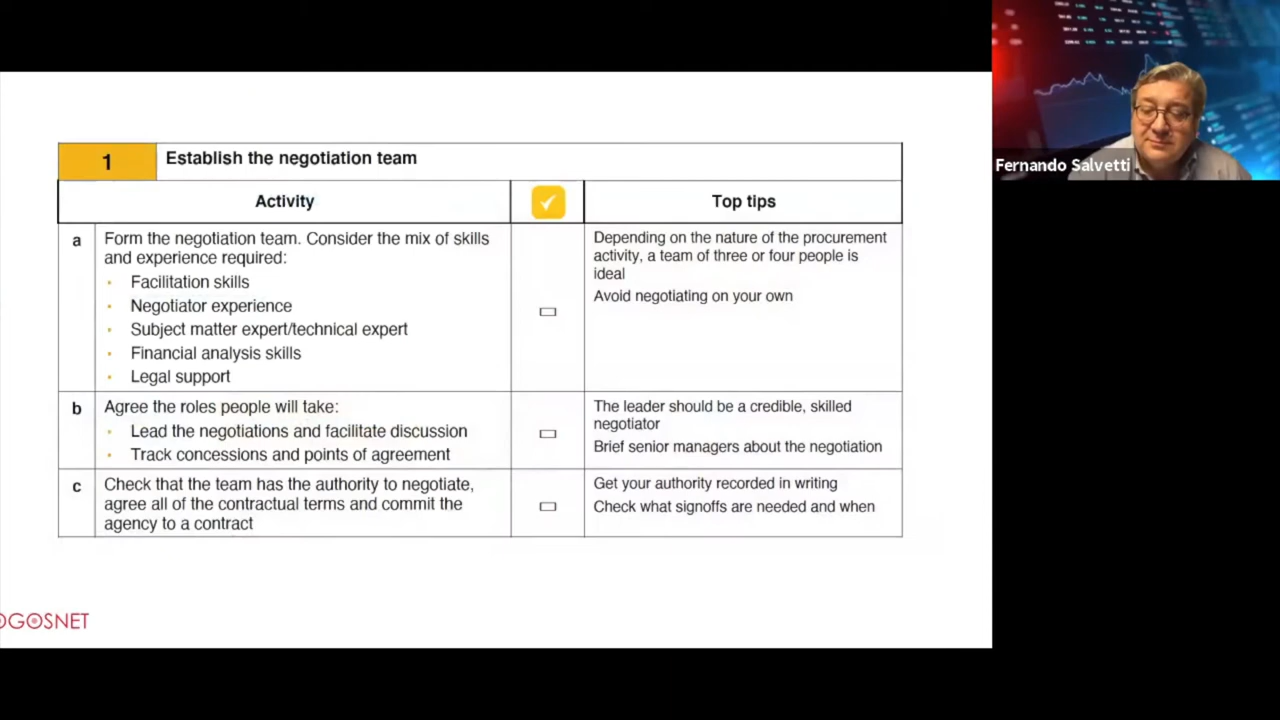 1
Establish the negotiation team
Activity
✓
Top tips
a
Form the negotiation team. Consider the mix of skills
and experience required:
• Facilitation skills
• Negotiator experience
• Subject matter expert/technical expert
• Financial analysis skills
• Legal support
Depending on the nature of the procurement
activity, a team of three or four people is
ideal
Avoid negotiating on your own
b
Agree the roles people will take:
• Lead the negotiations and facilitate discussion
• Track concessions and points of agreement
The leader should be a credible, skilled
negotiator
Brief senior managers about the negotiation
c
Check that the team has the authority to negotiate,
agree all of the contractual terms and commit the
agency to a contract
Get your authority recorded in writing
Check what signoffs are needed and when
OGOSNET
Fernando Salvetti